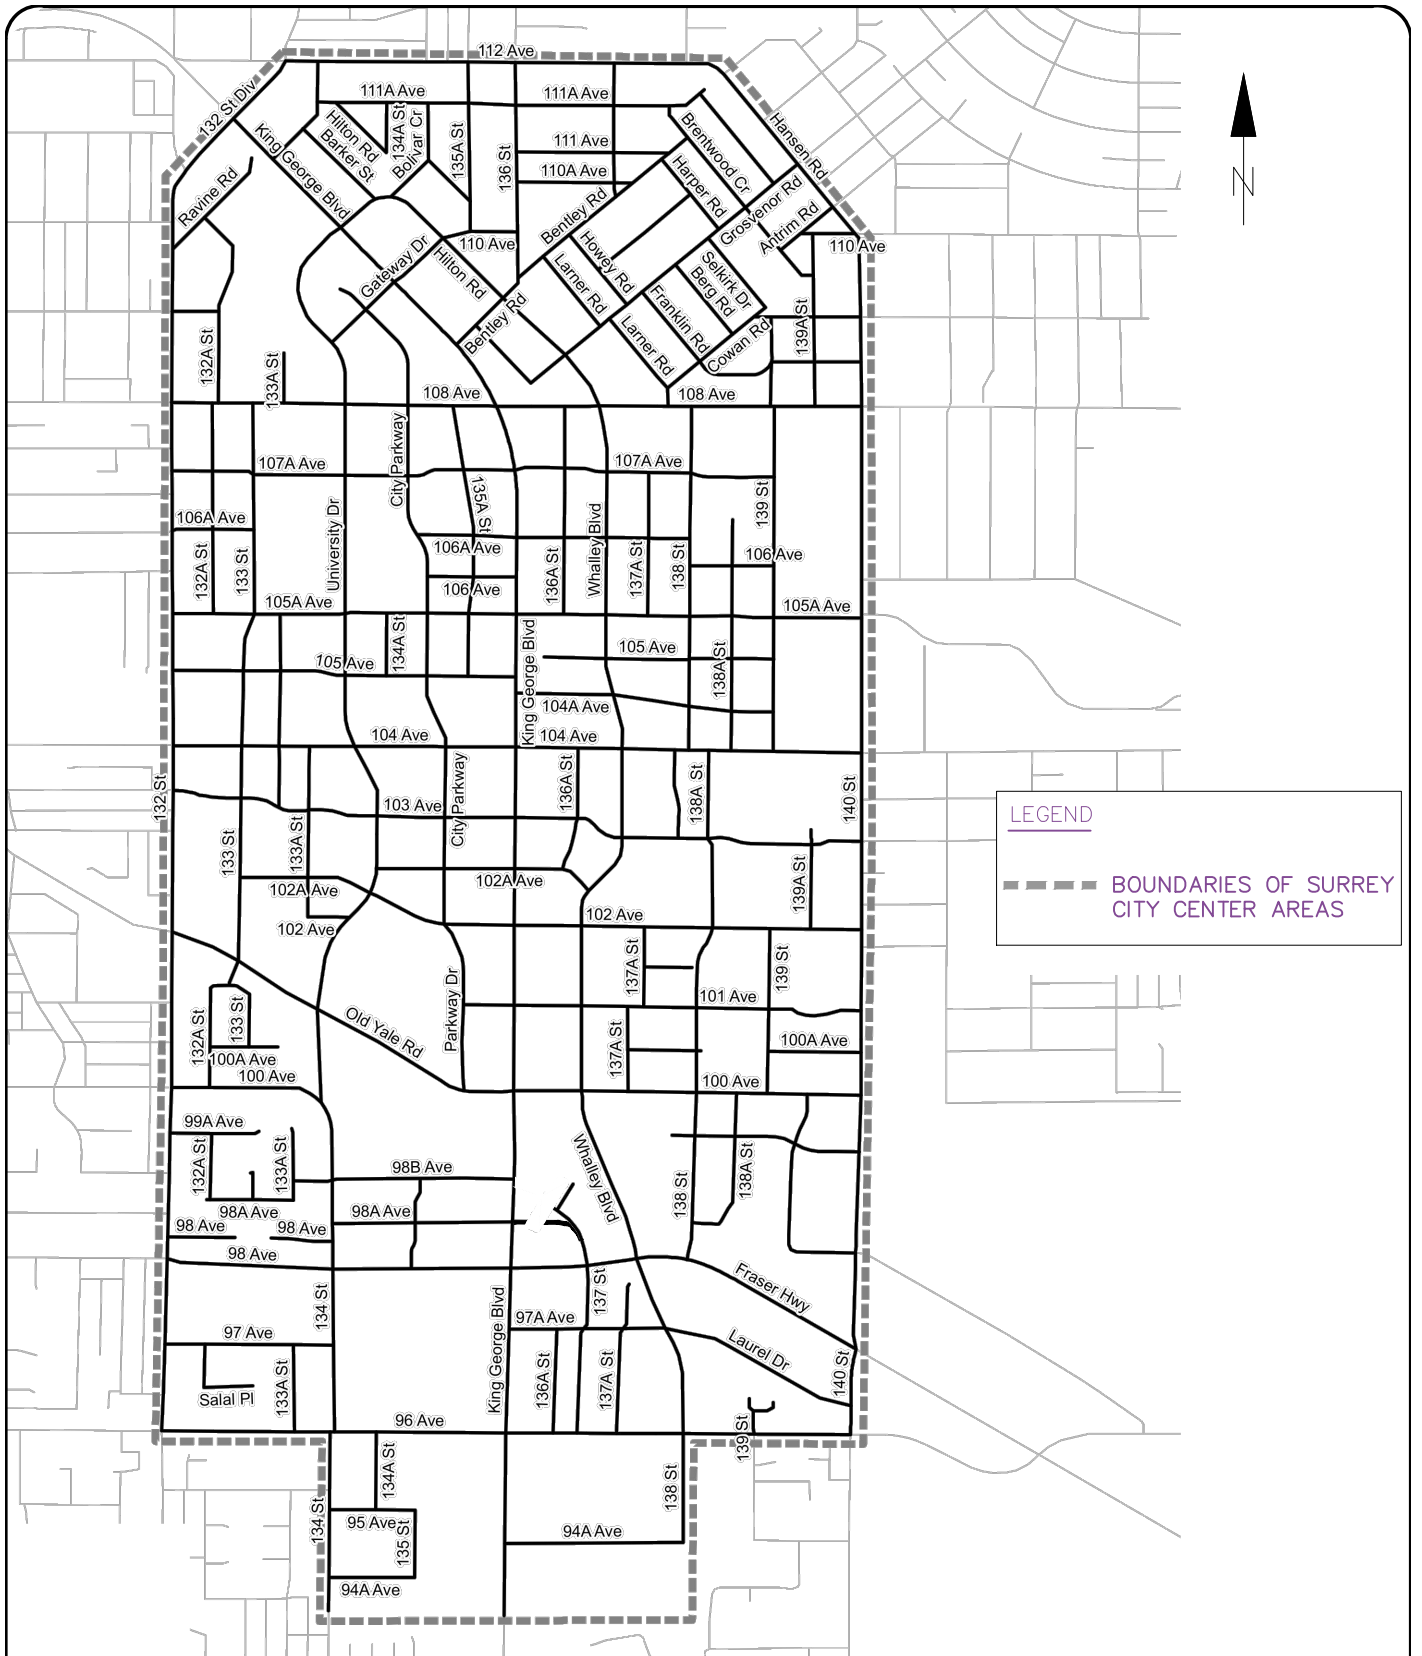 112 Ave
132 St Div
111A Ave
111A Ave
Hansen Rd
King George Blvd
Hilton Rd
Barker St
134A St
Bolivar Cr
135A St
136 St
111 Ave
110A Ave
Brentwood Cr
Harper Rd
Grosvenor Rd
Antrim Rd
110 Ave
Ravine Rd
Bentley Rd
Gateway Dr
110 Ave
Hilton Rd
Howey Rd
Larner Rd
Selkirk Dr
Berg Rd
Franklin Rd
Bentley Rd
Larner Rd
Cowan Rd
139A St
132A St
133A St
108 Ave
108 Ave
City Parkway
107A Ave
107A Ave
135A St
139 St
University Dr
Whalley Blvd
106A Ave
106A Ave
106 Ave
132A St
133 St
136A St
137A St
138 St
106 Ave
105A Ave
105A Ave
134A St
105 Ave
King George Blvd
105 Ave
138A St
104A Ave
104 Ave
104 Ave
132 St
103 Ave
City Parkway
136A St
138A St
140 St
LEGEND
BOUNDARIES OF SURREY
CITY CENTER AREAS
N
133 St
133A St
102A Ave
102A Ave
139A St
102 Ave
102 Ave
137A St
139 St
Parkway Dr
101 Ave
132A St
133 St
Old Yale Rd
137A St
100A Ave
100A Ave
100 Ave
100 Ave
99A Ave
132A St
133A St
98B Ave
Whalley Blvd
138 St
138A St
98A Ave
98A Ave
98 Ave
98 Ave
98 Ave
134 St
137 St
Fraser Hwy
King George Blvd
97A Ave
97 Ave
Laurel Dr
140 St
133A St
Salal Pl
136A St
137A St
96 Ave
139 St
134A St
138 St
134 St
95 Ave
135 St
94A Ave
94A Ave